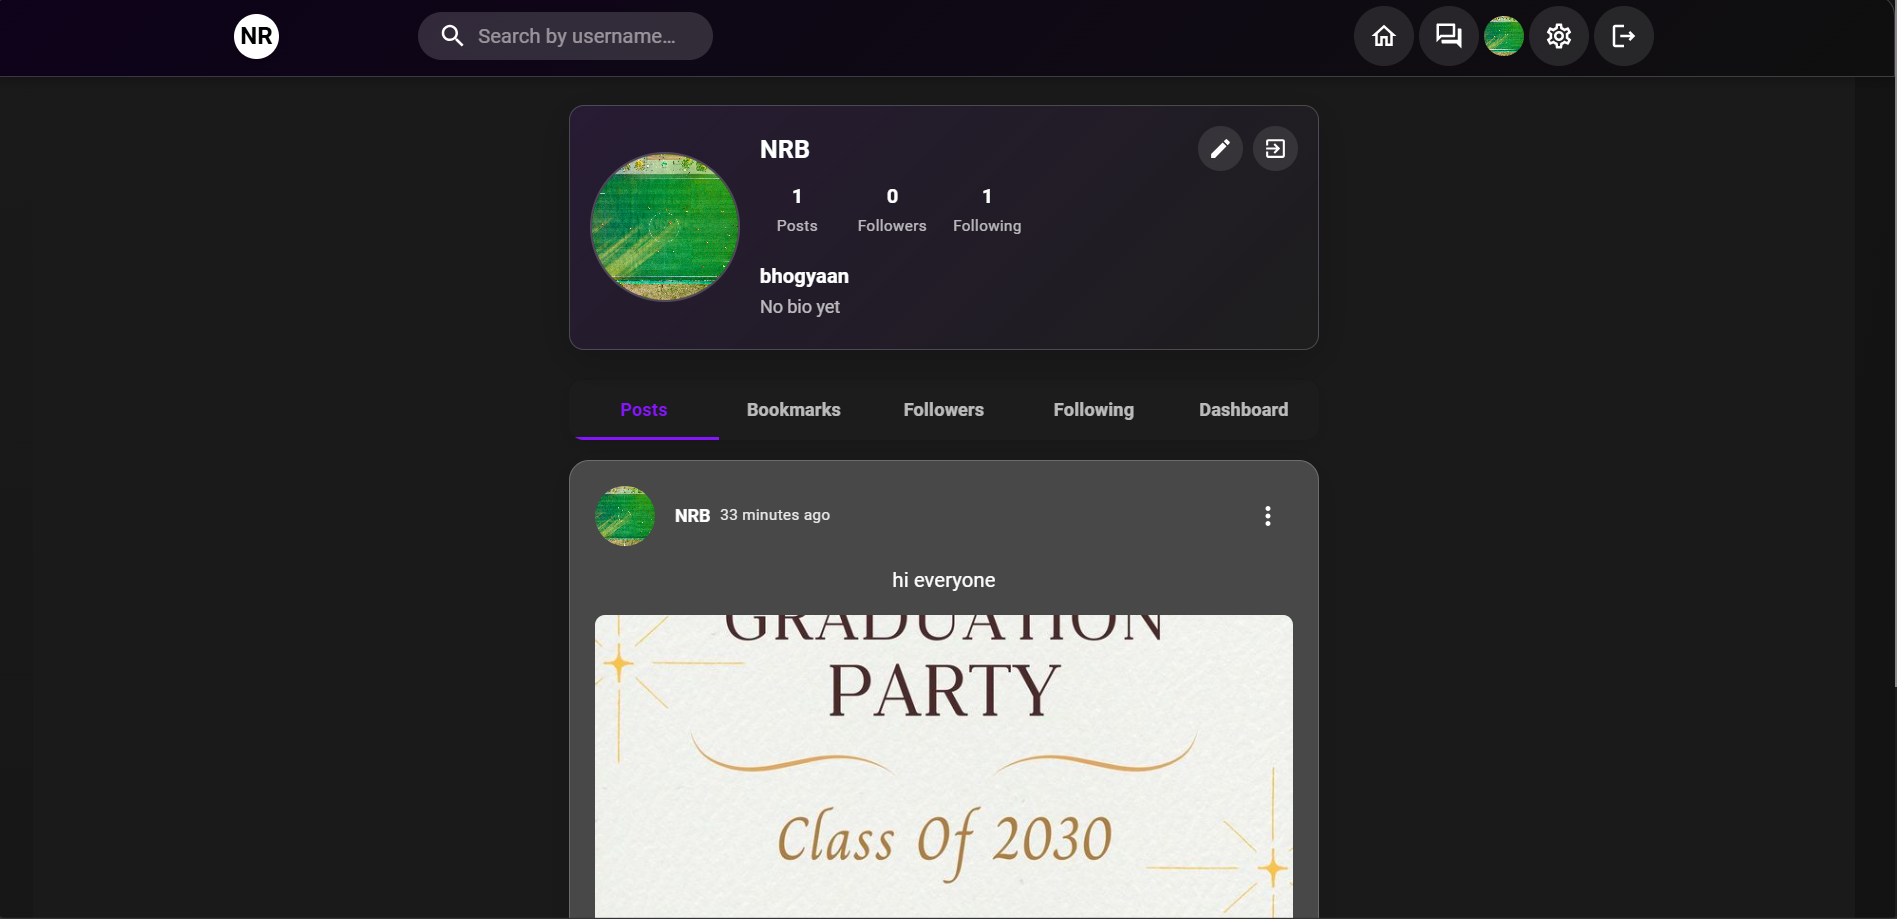 NR
Search by username...
NRB
1 0 1
Posts Followers Following
bhogyaan
No bio yet
Posts Bookmarks Followers Following Dashboard
NRB 33 minutes ago
hi everyone
GRADUATION
PARTY
Class Of 2030